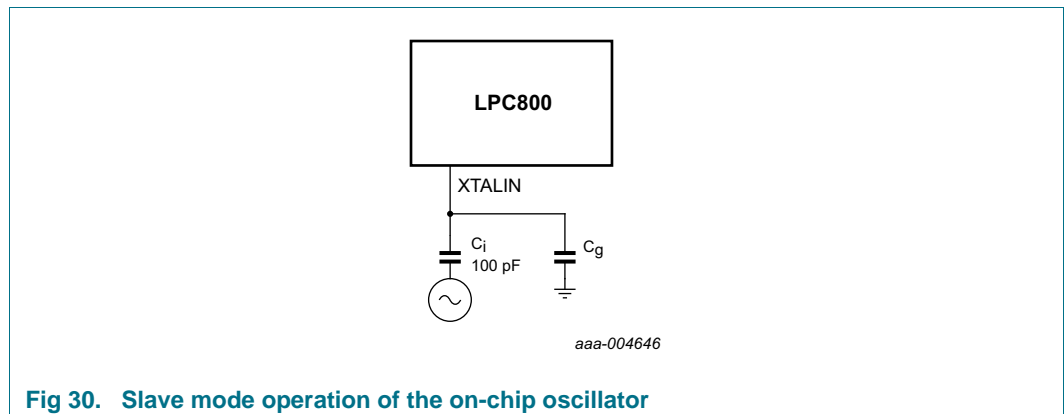 LPC800
XTALIN
Ci
100 pF
Cg
aaa-004646
Fig 30. Slave mode operation of the on-chip oscillator